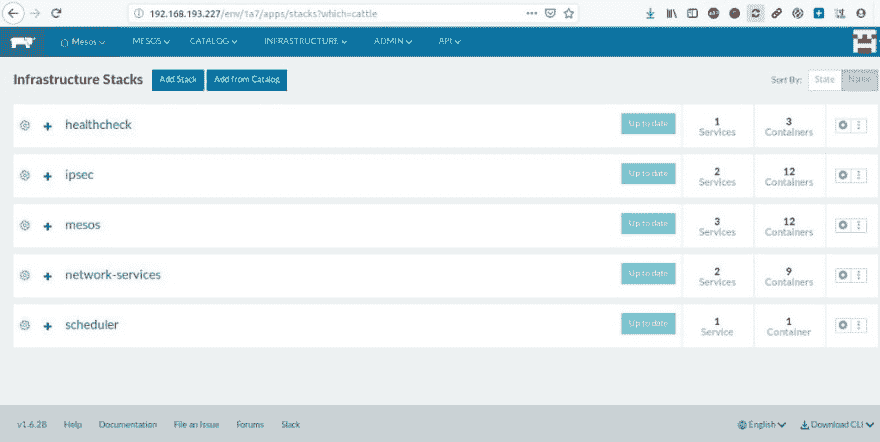 192.168.193.227/env/1a7/apps/stacks?which=cattle
Mesos MESOS CATALOG INFRASTRUCTURE ADMIN API
Infrastructure Stacks Add Stack Add from Catalog Sort By: State Name
healthcheck Up to date 1 Services 3 Containers
ipsec Up to date 2 Services 12 Containers
mesos Up to date 3 Services 12 Containers
network-services Up to date 2 Services 9 Containers
scheduler Up to date 1 Service 1 Container
v1.6.28 Help Documentation File an Issue Forums Slack English Download CLI